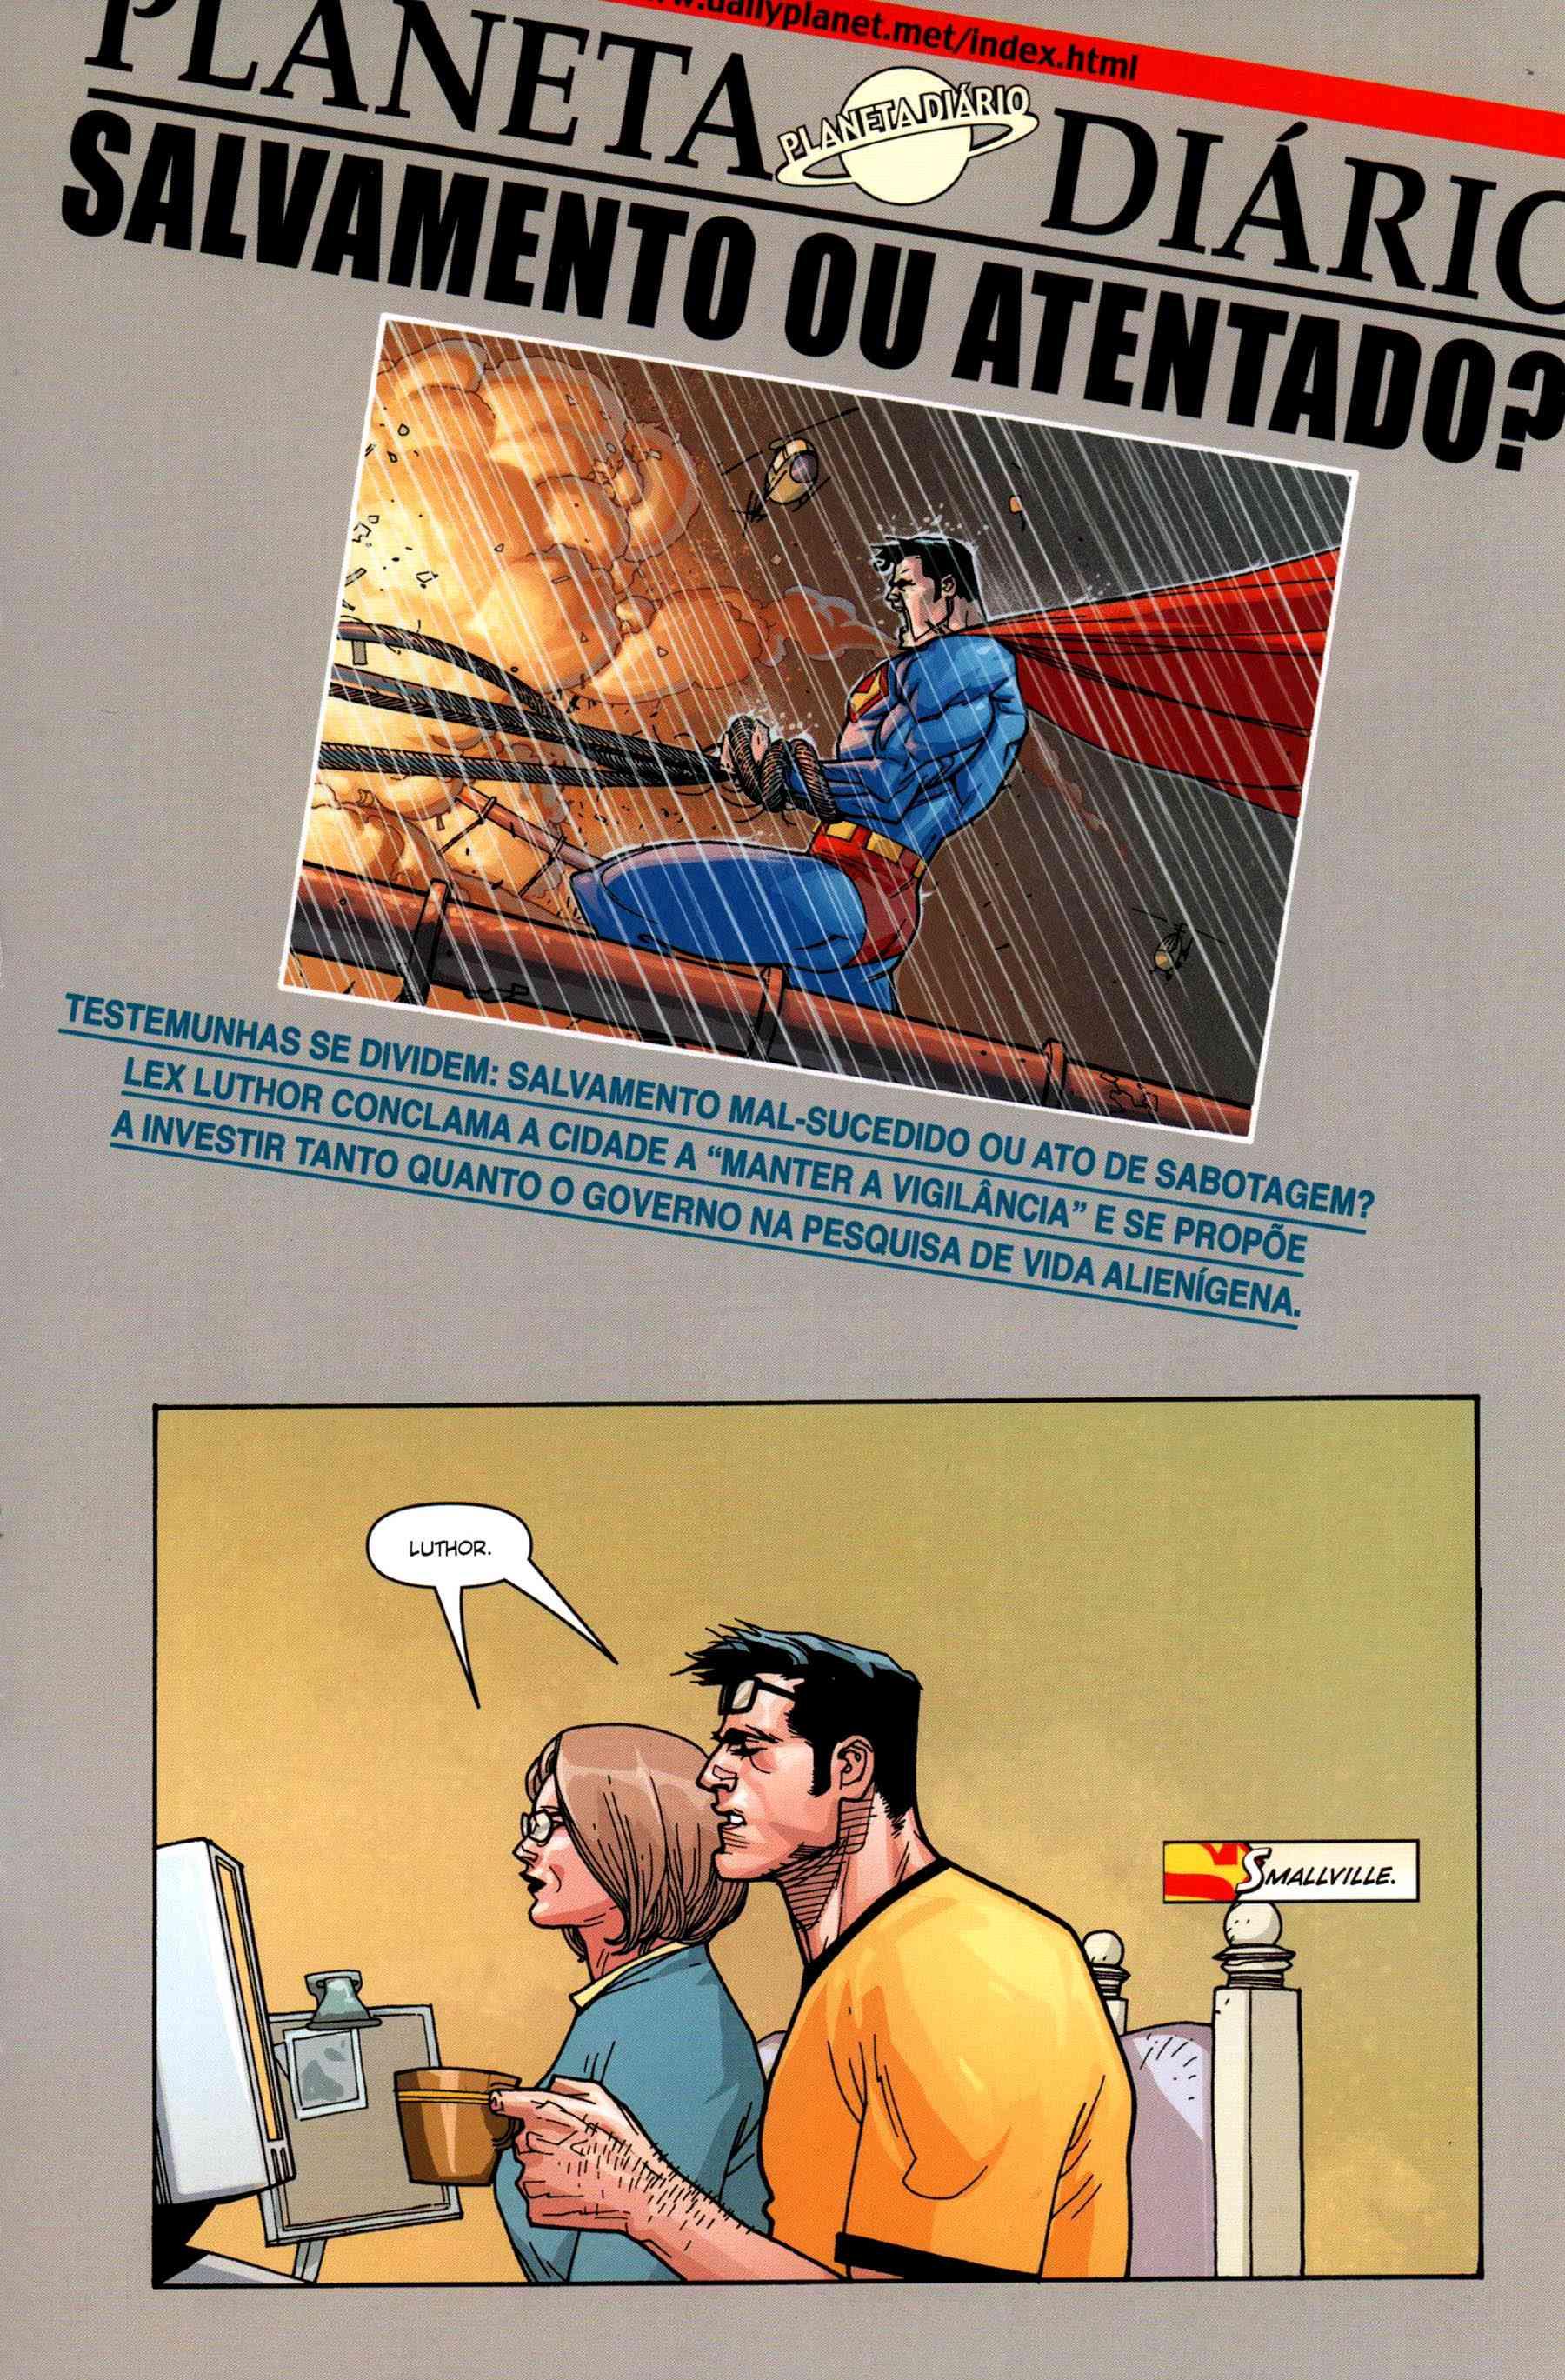 www.dailyplanet.met/index.html
PLANETA DIÁRIO
PLANETA DIÁRIO
SALVAMENTO OU ATENTADO?
TESTEMUNHAS SE DIVIDEM: SALVAMENTO MAL-SUCEDIDO OU ATO DE SABOTAGEM?
LEX LUTHOR CONCLAMA A CIDADE A “MANTER A VIGILÂNCIA” E SE PROPÕE
A INVESTIR TANTO QUANTO O GOVERNO NA PESQUISA DE VIDA ALIENÍGENA.
LUTHOR.
SMALLVILLE.